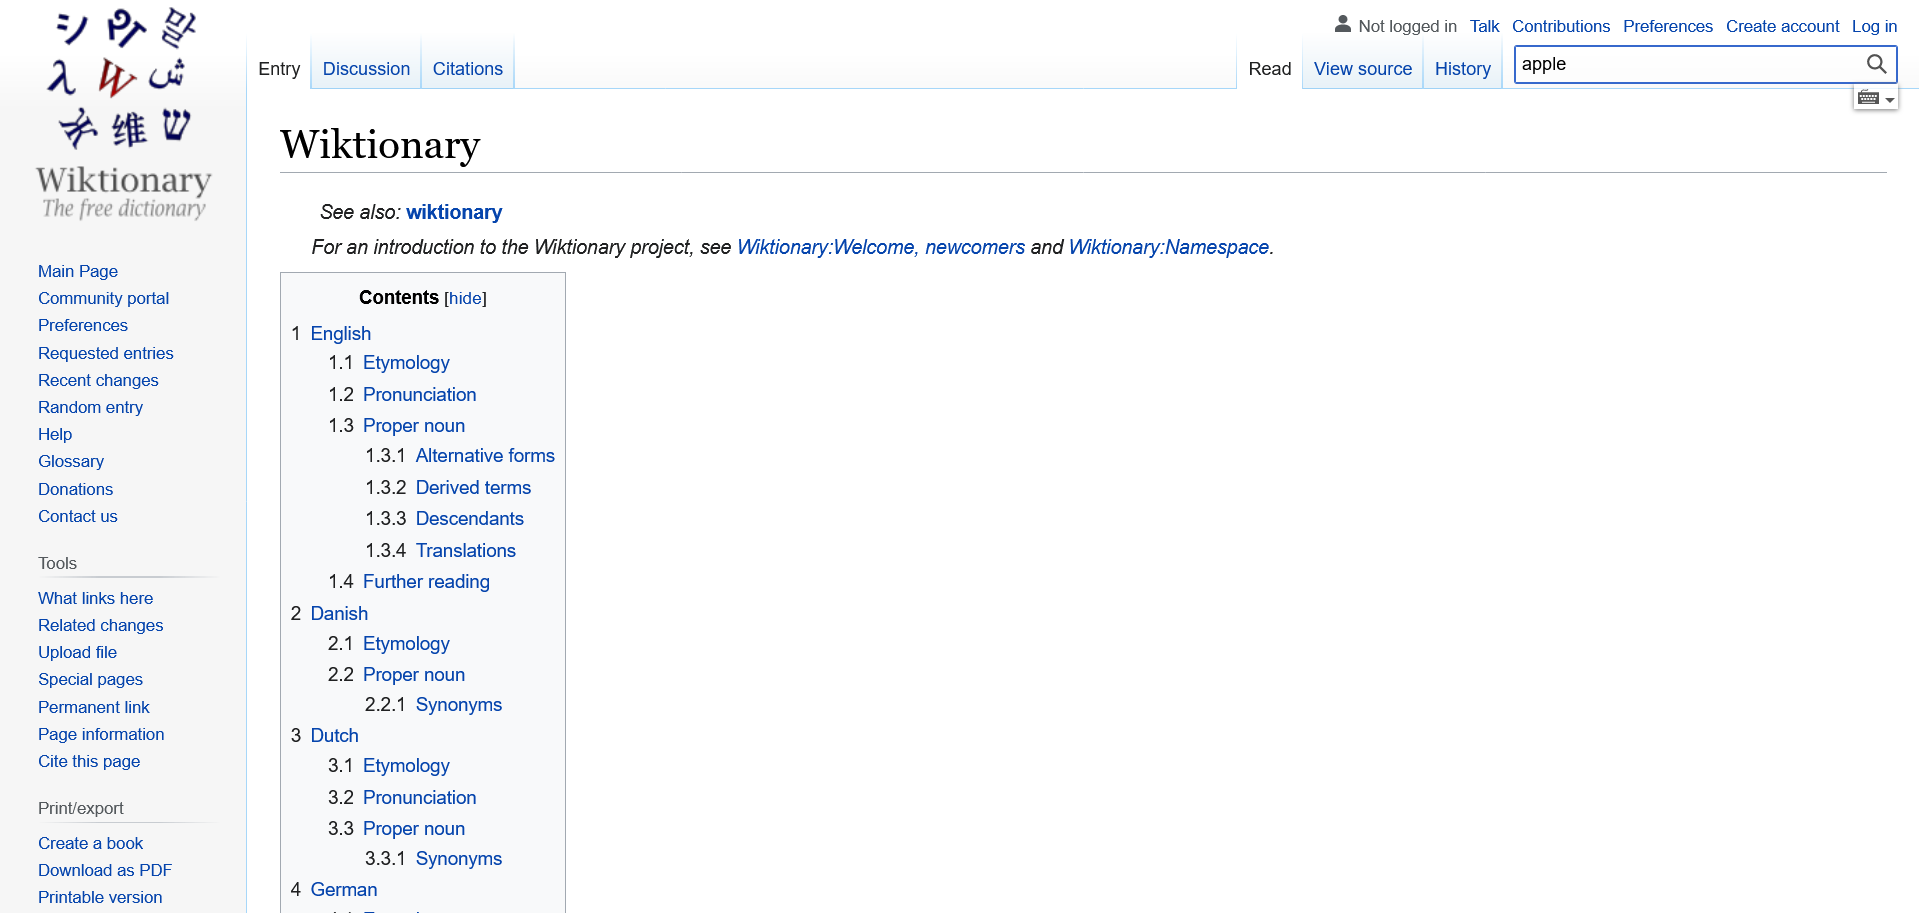 シ
維
ש
Wiktionary
The free dictionary
Not logged in Talk Contributions Preferences Create account Log in
Entry Discussion Citations Read View source History apple
Wiktionary
See also: wiktionary
For an introduction to the Wiktionary project, see Wiktionary:Welcome, newcomers and Wiktionary:Namespace.
Contents [hide]
1 English
1.1 Etymology
1.2 Pronunciation
1.3 Proper noun
1.3.1 Alternative forms
1.3.2 Derived terms
1.3.3 Descendants
1.3.4 Translations
1.4 Further reading
2 Danish
2.1 Etymology
2.2 Proper noun
2.2.1 Synonyms
3 Dutch
3.1 Etymology
3.2 Pronunciation
3.3 Proper noun
3.3.1 Synonyms
4 German
Main Page
Community portal
Preferences
Requested entries
Recent changes
Random entry
Help
Glossary
Donations
Contact us
Tools
What links here
Related changes
Upload file
Special pages
Permanent link
Page information
Cite this page
Print/export
Create a book
Download as PDF
Printable version